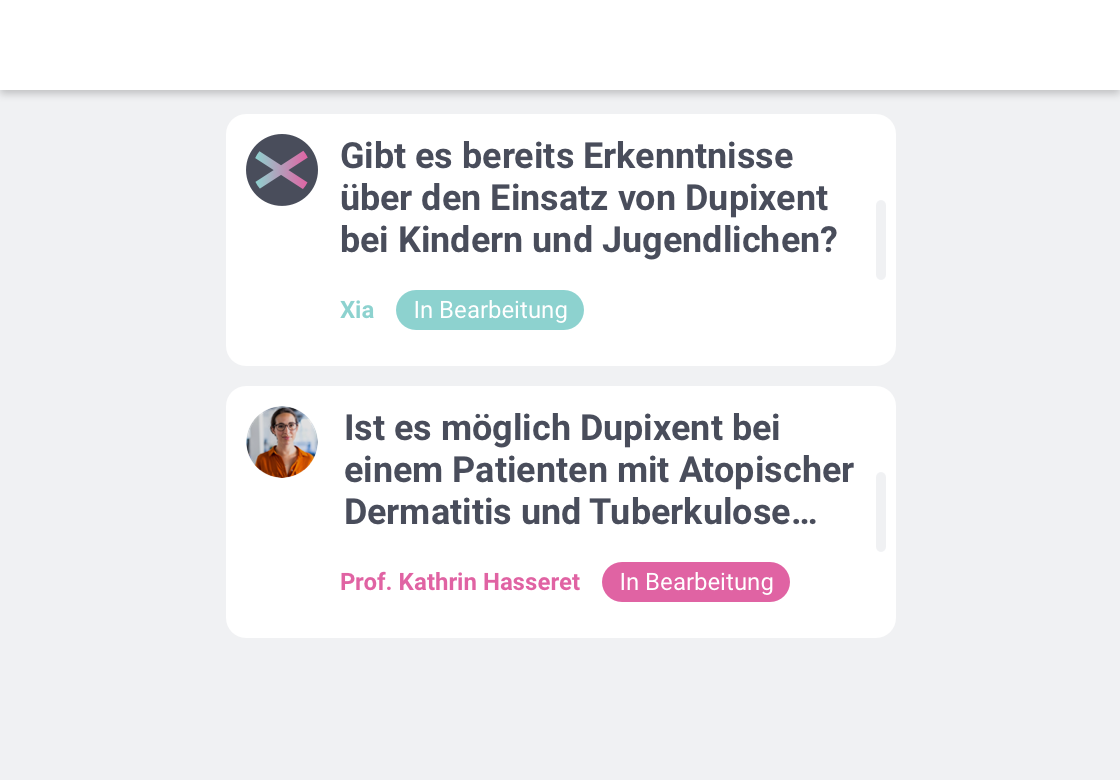 Gibt es bereits Erkenntnisse
über den Einsatz von Dupixent
bei Kindern und Jugendlichen?
Xia In Bearbeitung
Ist es möglich Dupixent bei
einem Patienten mit Atopischer
Dermatitis und Tuberkulose…
Prof. Kathrin Hasseret In Bearbeitung